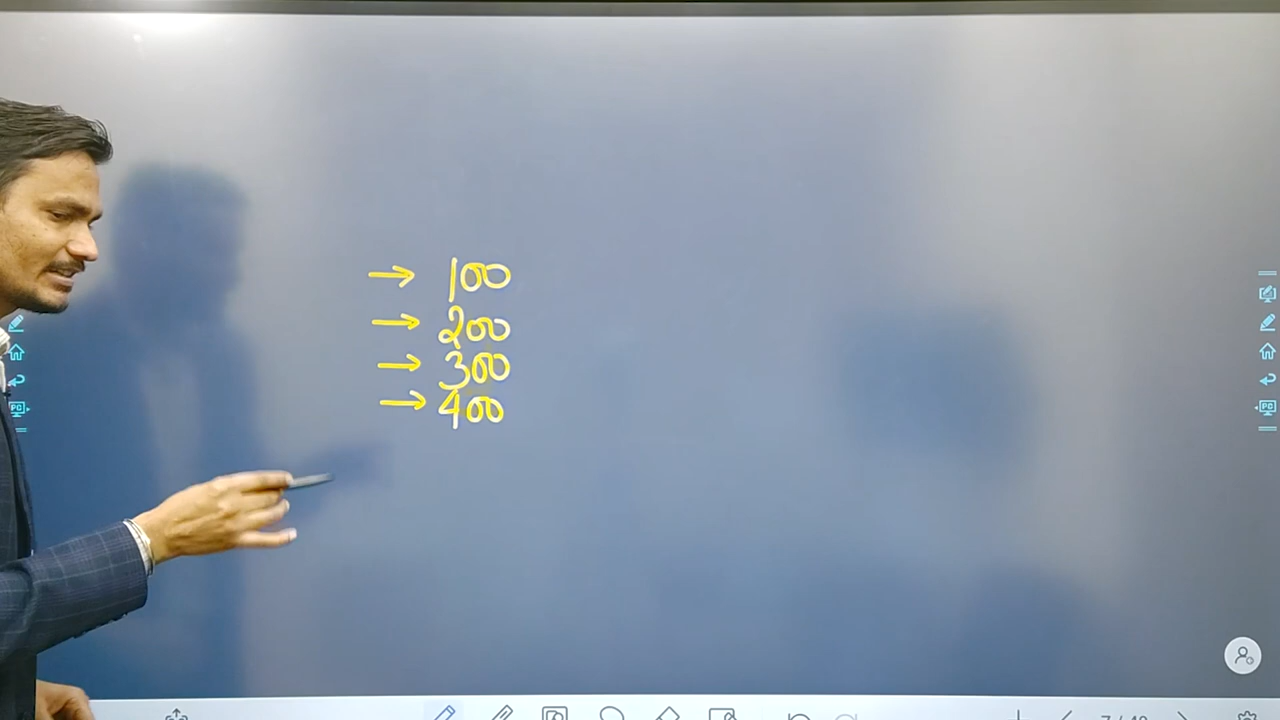 → 100
→ 200
→ 300
→ 400